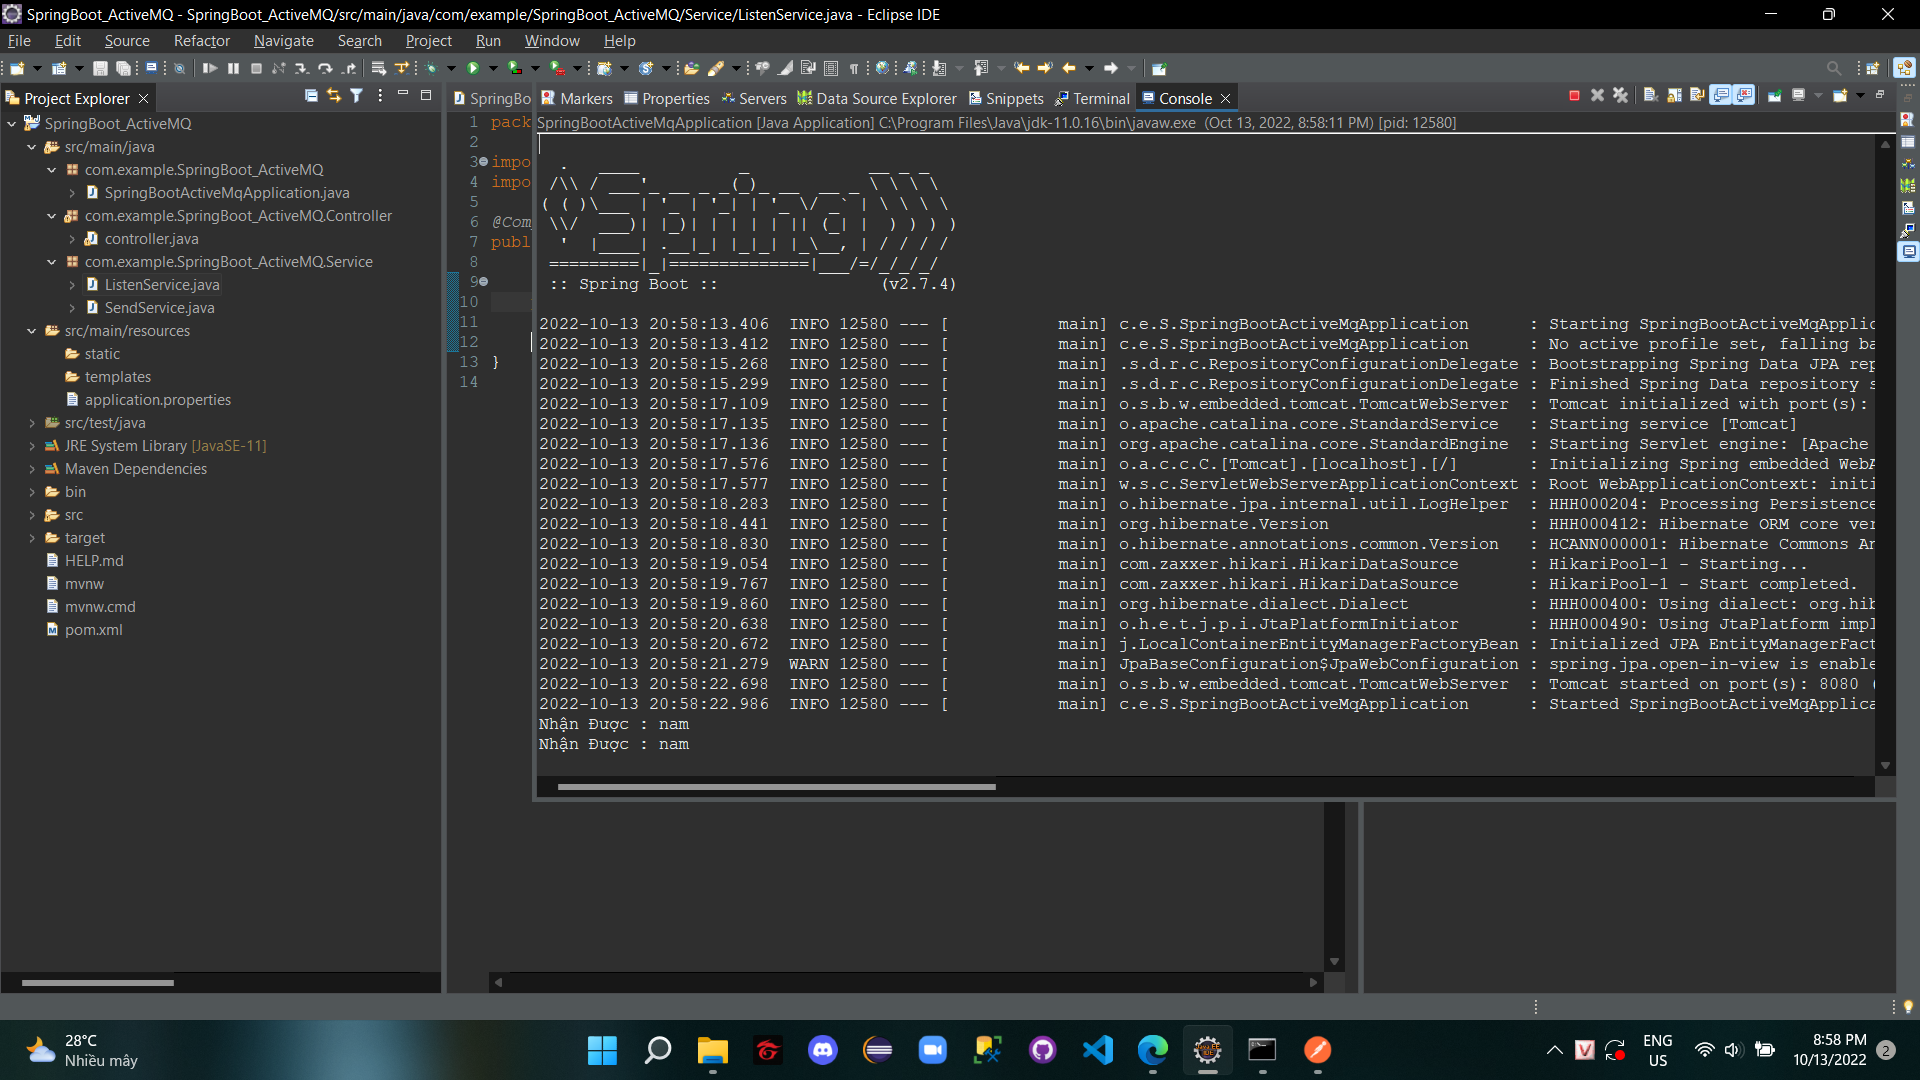 SpringBoot_ActiveMQ - SpringBoot_ActiveMQ/src/main/java/com/example/SpringBoot_ActiveMQ/Service/ListenService.java - Eclipse IDE
File Edit Source Refactor Navigate Search Project Run Window Help
Project Explorer
SpringBo
Markers Properties Servers Data Source Explorer Snippets Terminal Console
SpringBoot_ActiveMQ
src/main/java
com.example.SpringBoot_ActiveMQ
SpringBootActiveMqApplication.java
com.example.SpringBoot_ActiveMQ.Controller
controller.java
com.example.SpringBoot_ActiveMQ.Service
ListenService.java
SendService.java
src/main/resources
static
templates
application.properties
src/test/java
JRE System Library [JavaSE-11]
Maven Dependencies
bin
src
target
HELP.md
mvnw
mvnw.cmd
pom.xml
1 pack
2
3 impo
4 impo
5
6 @Com
7 publ
8
9
10
11
12
13 }
14
SpringBootActiveMqApplication [Java Application] C:\Program Files\Java\jdk-11.0.16\bin\javaw.exe (Oct 13, 2022, 8:58:11 PM) [pid: 12580]
  .   ____          _            __ _ _
 /\\ / ___'_ __ _ _(_)_ __  __ _ \ \ \ \
( ( )\___ | '_ | '_| | '_ \/ _` | \ \ \ \
 \\/  ___)| |_)| | | | | || (_| |  ) ) ) )
  '  |____| .__|_| |_|_| |_\__, | / / / /
 =========|_|==============|___/=/_/_/_/
 :: Spring Boot ::                (v2.7.4)
2022-10-13 20:58:13.406  INFO 12580 --- [           main] c.e.S.SpringBootActiveMqApplication      : Starting SpringBootActiveMqApplic
2022-10-13 20:58:13.412  INFO 12580 --- [           main] c.e.S.SpringBootActiveMqApplication      : No active profile set, falling ba
2022-10-13 20:58:15.268  INFO 12580 --- [           main] .s.d.r.c.RepositoryConfigurationDelegate : Bootstrapping Spring Data JPA rep
2022-10-13 20:58:15.299  INFO 12580 --- [           main] .s.d.r.c.RepositoryConfigurationDelegate : Finished Spring Data repository s
2022-10-13 20:58:17.109  INFO 12580 --- [           main] o.s.b.w.embedded.tomcat.TomcatWebServer  : Tomcat initialized with port(s):
2022-10-13 20:58:17.135  INFO 12580 --- [           main] o.apache.catalina.core.StandardService   : Starting service [Tomcat]
2022-10-13 20:58:17.136  INFO 12580 --- [           main] org.apache.catalina.core.StandardEngine  : Starting Servlet engine: [Apache
2022-10-13 20:58:17.576  INFO 12580 --- [           main] o.a.c.c.C.[Tomcat].[localhost].[/]       : Initializing Spring embedded WebA
2022-10-13 20:58:17.577  INFO 12580 --- [           main] w.s.c.ServletWebServerApplicationContext : Root WebApplicationContext: initi
2022-10-13 20:58:18.283  INFO 12580 --- [           main] o.hibernate.jpa.internal.util.LogHelper  : HHH000204: Processing Persistence
2022-10-13 20:58:18.441  INFO 12580 --- [           main] org.hibernate.Version                    : HHH000412: Hibernate ORM core ver
2022-10-13 20:58:18.830  INFO 12580 --- [           main] o.hibernate.annotations.common.Version   : HCANN000001: Hibernate Commons An
2022-10-13 20:58:19.054  INFO 12580 --- [           main] com.zaxxer.hikari.HikariDataSource       : HikariPool-1 - Starting...
2022-10-13 20:58:19.767  INFO 12580 --- [           main] com.zaxxer.hikari.HikariDataSource       : HikariPool-1 - Start completed.
2022-10-13 20:58:19.860  INFO 12580 --- [           main] org.hibernate.dialect.Dialect            : HHH000400: Using dialect: org.hib
2022-10-13 20:58:20.638  INFO 12580 --- [           main] o.h.e.t.j.p.i.JtaPlatformInitiator       : HHH000490: Using JtaPlatform impl
2022-10-13 20:58:20.672  INFO 12580 --- [           main] j.LocalContainerEntityManagerFactoryBean : Initialized JPA EntityManagerFact
2022-10-13 20:58:21.279  WARN 12580 --- [           main] JpaBaseConfiguration$JpaWebConfiguration : spring.jpa.open-in-view is enable
2022-10-13 20:58:22.698  INFO 12580 --- [           main] o.s.b.w.embedded.tomcat.TomcatWebServer  : Tomcat started on port(s): 8080 (
2022-10-13 20:58:22.986  INFO 12580 --- [           main] c.e.S.SpringBootActiveMqApplication      : Started SpringBootActiveMqApplica
Nhận Được : nam
Nhận Được : nam
28°C
Nhiều mây
ENG
US
8:58 PM
10/13/2022
2